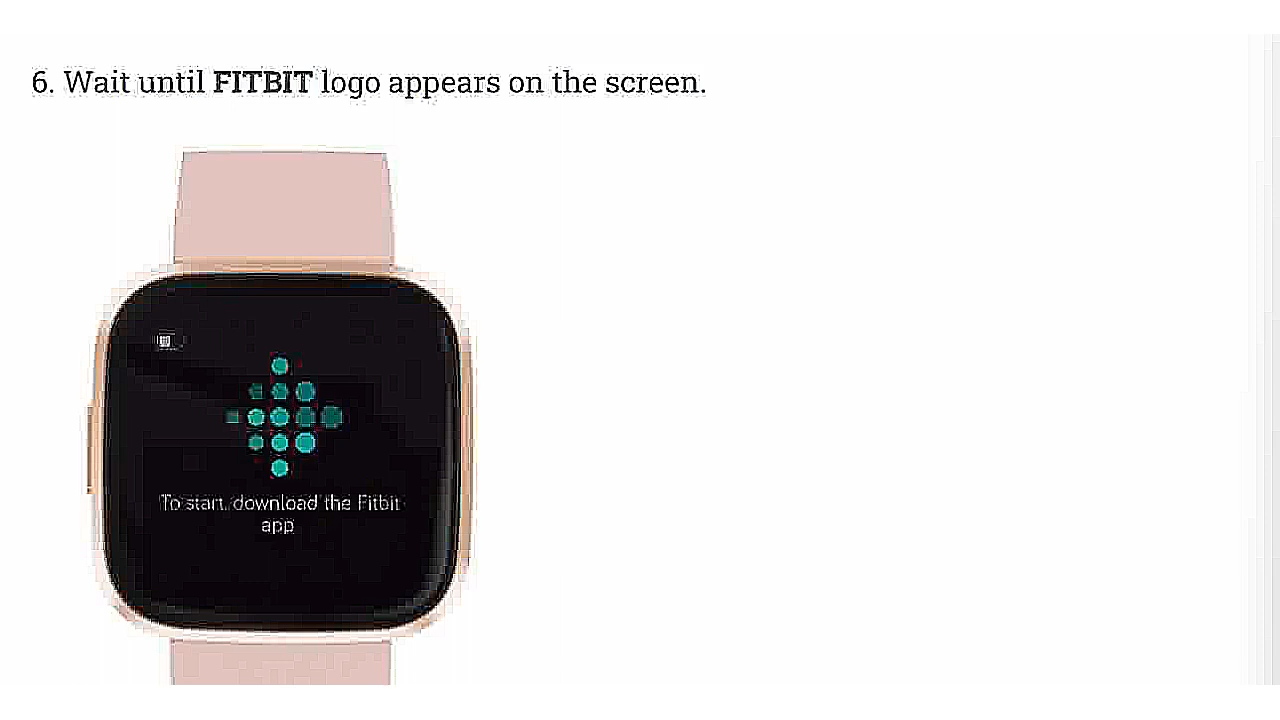 6. Wait until FITBIT logo appears on the screen.
To start, download the Fitbit
app